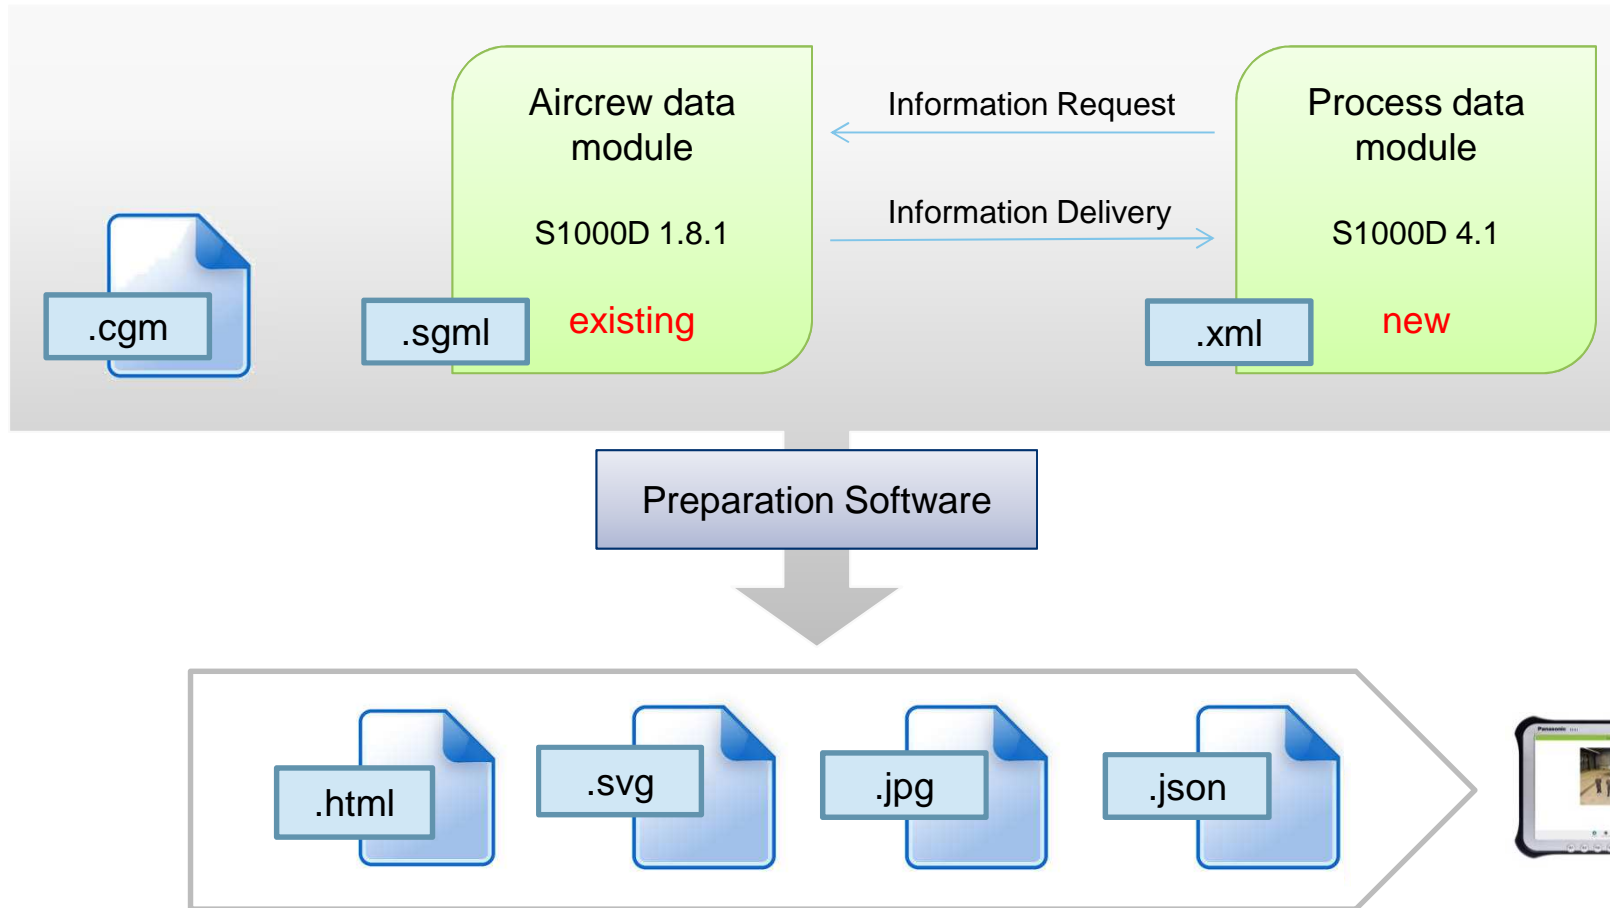 Aircrew data
module
S1000D 1.8.1
existing
.sgml
.cgm
Information Request
Information Delivery
Process data
module
S1000D 4.1
new
.xml
Preparation Software
.html
.svg
.jpg
.json
Panasonic